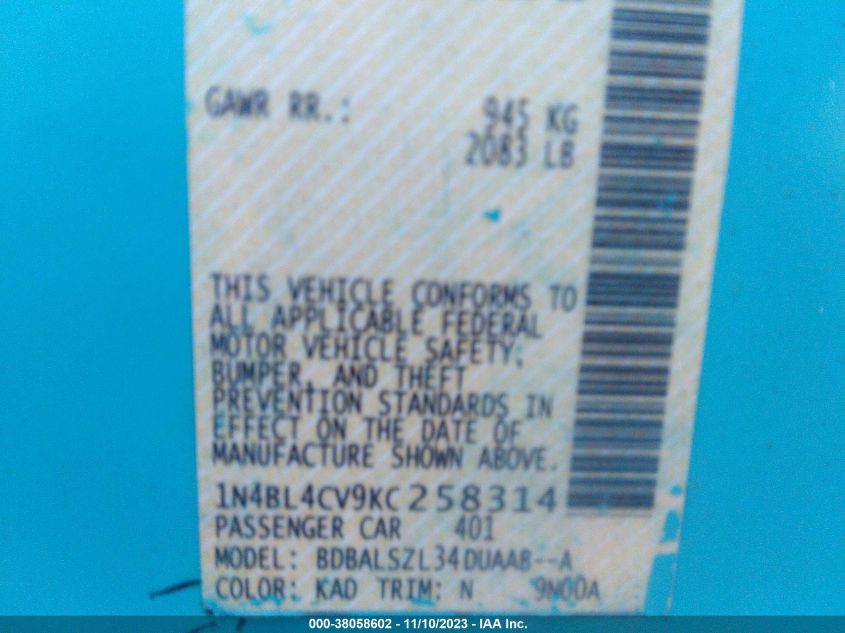 GAWR RR.: 945 KG
2083 LB
THIS VEHICLE CONFORMS TO
ALL APPLICABLE FEDERAL
MOTOR VEHICLE SAFETY,
BUMPER, AND THEFT
PREVENTION STANDARDS IN
EFFECT ON THE DATE OF
MANUFACTURE SHOWN ABOVE.
1N4BL4CV9KC258314
PASSENGER CAR 401
MODEL: BDBALSZL34DUAAB--A
COLOR: KAD TRIM: N 9N00A
000-38058602 - 11/10/2023 - IAA Inc.